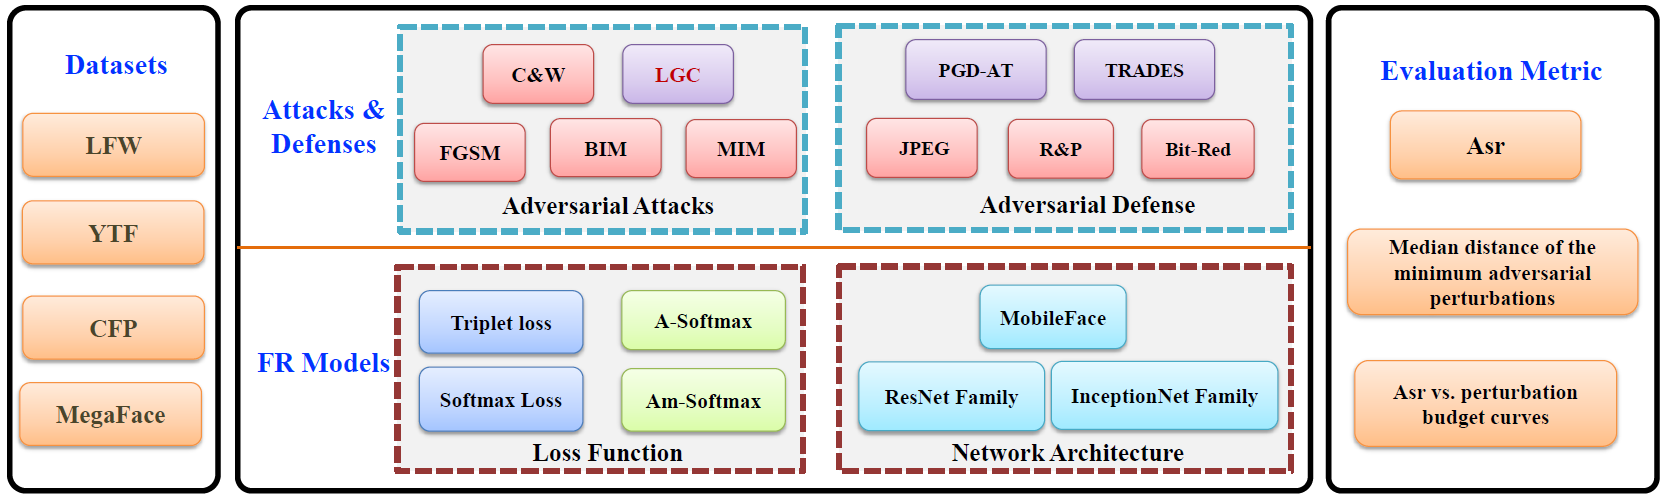 Datasets
LFW
YTF
CFP
MegaFace
Attacks &
Defenses
C&W
LGC
FGSM
BIM
MIM
Adversarial Attacks
PGD-AT
TRADES
JPEG
R&P
Bit-Red
Adversarial Defense
FR Models
Triplet loss
A-Softmax
Softmax Loss
Am-Softmax
Loss Function
MobileFace
ResNet Family
InceptionNet Family
Network Architecture
Evaluation Metric
Asr
Median distance of the
minimum adversarial
perturbations
Asr vs. perturbation
budget curves